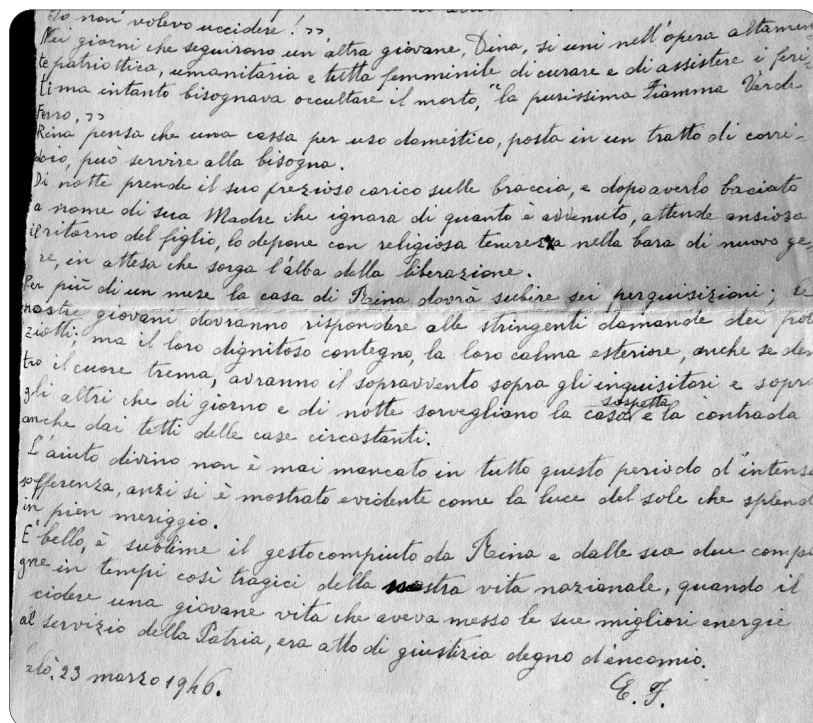 Io non volevo uccidere! >>
Nei giorni che seguirono un'altra giovane, Dina, si unì nell'opera altamen-
te patriottica, umanitaria e tutta femminile di curare e di assistere i feri-
ti, ma intanto bisognava occultare il morto, "la purissima Fiamma Verde
Ferro, >>
Reina pensa che una cassa per uso domestico, posta in un tratto di corri-
doio, può servire alla bisogna.
Di notte prende il suo prezioso carico sulle braccia, e dopo averlo baciato
a nome di sua Madre che ignara di quanto è avvenuto, attende ansiosa
il ritorno del figlio, lo depone con religiosa tenerezza nella bara di nuovo ge-
re, in attesa che sorga l'alba della liberazione.
Per più di un mese la casa di Reina dovrà subire sei perquisizioni; le
nostre giovani dovranno rispondere alle stringenti domande dei pol
ziotti; ma il loro dignitoso contegno, la loro calma esteriore, anche se den
tro il cuore trema, avranno il sopravvento sopra gli inquisitori e sopra
gli altri che di giorno e di notte sorvegliano la casa sospetta e la contrada
anche dai tetti delle case circostanti.
L'aiuto divino non è mai mancato in tutto questo periodo d'intensa
sofferenza, anzi si è mostrato evidente come la luce del sole che splend
in pien meriggio.
E' bello, è sublime il gesto compiuto da Reina e dalle sue due compa
gne in tempi così tragici della nostra vita nazionale, quando il
cidere una giovane vita che aveva messo le sue migliori energie
al servizio della Patria, era atto di giustizia degno d'encomio.
23 marzo 1946.
E. F.